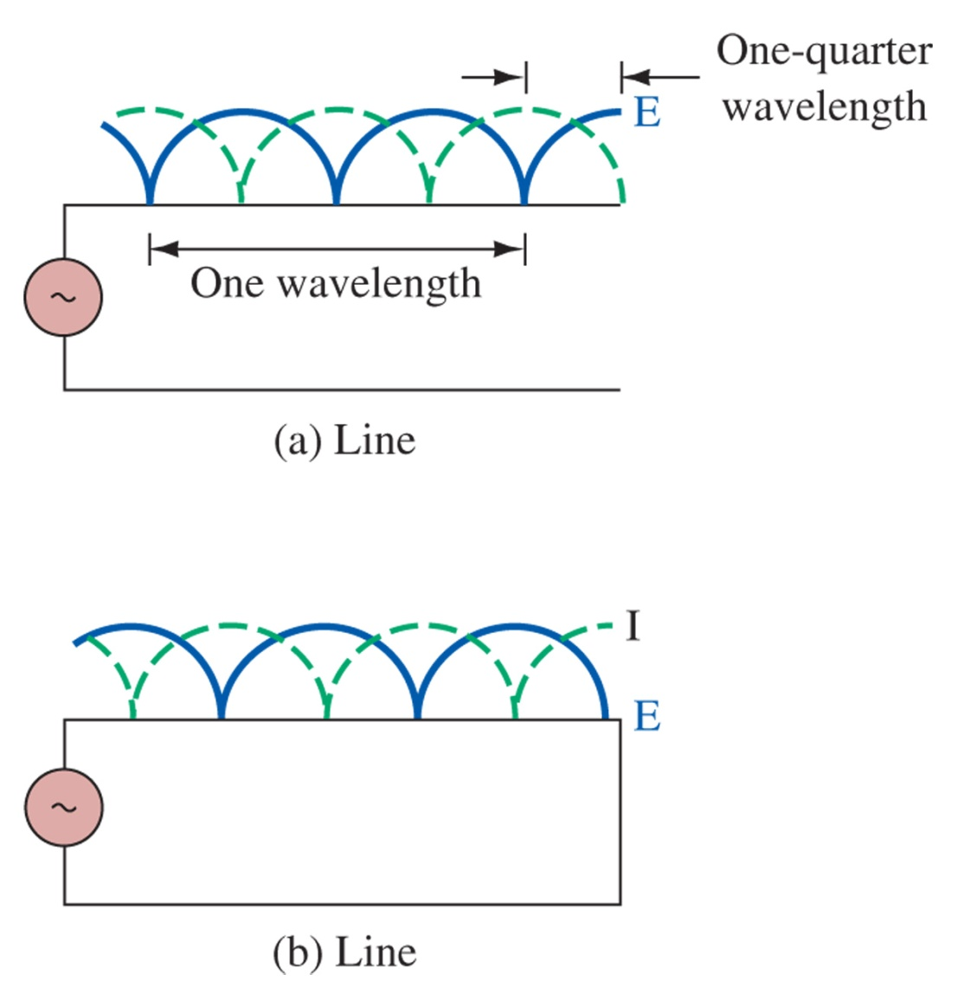 One-quarter
wavelength
E
One wavelength
~
(a) Line
I
E
~
(b) Line